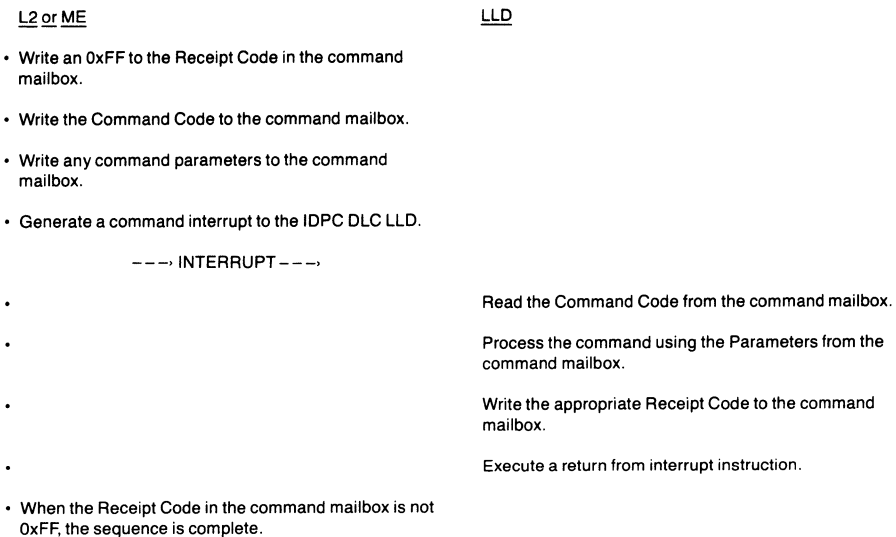 L2 or ME
LLD
• Write an 0xFF to the Receipt Code in the command
mailbox.
• Write the Command Code to the command mailbox.
• Write any command parameters to the command
mailbox.
• Generate a command interrupt to the IDPC DLC LLD.
– – –› INTERRUPT – – –›
• Read the Command Code from the command mailbox.
• Process the command using the Parameters from the
command mailbox.
• Write the appropriate Receipt Code to the command
mailbox.
• Execute a return from interrupt instruction.
• When the Receipt Code in the command mailbox is not
0xFF, the sequence is complete.